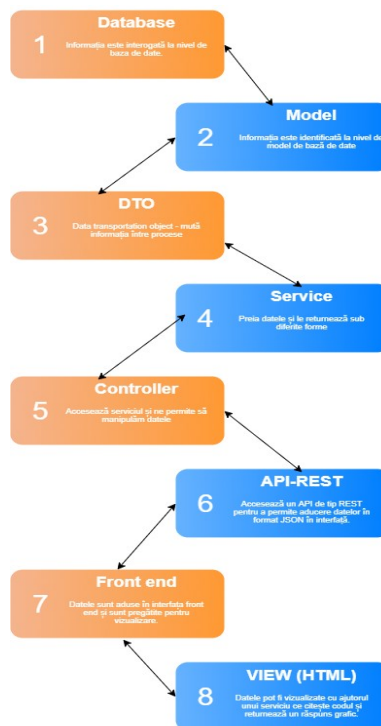 Database
1
Informația este interogată la nivel de
baza de date.
Model
2
Informația este identificată la nivel de
model de bază de date
DTO
3
Data transportation object - mută
informația între procese
Service
4
Preia datele și le returnează sub
diferite forme
Controller
5
Accesează serviciul și ne permite să
manipulăm datele
API-REST
6
Accesează un API de tip REST
pentru a permite aducere datelor în
format JSON în interfață.
Front end
7
Datele sunt aduse în interfața front
end și sunt pregătite pentru
vizualizare.
VIEW (HTML)
8
Datele pot fi vizualizate cu ajutorul
unui serviciu ce citește codul și
returnează un răspuns grafic.